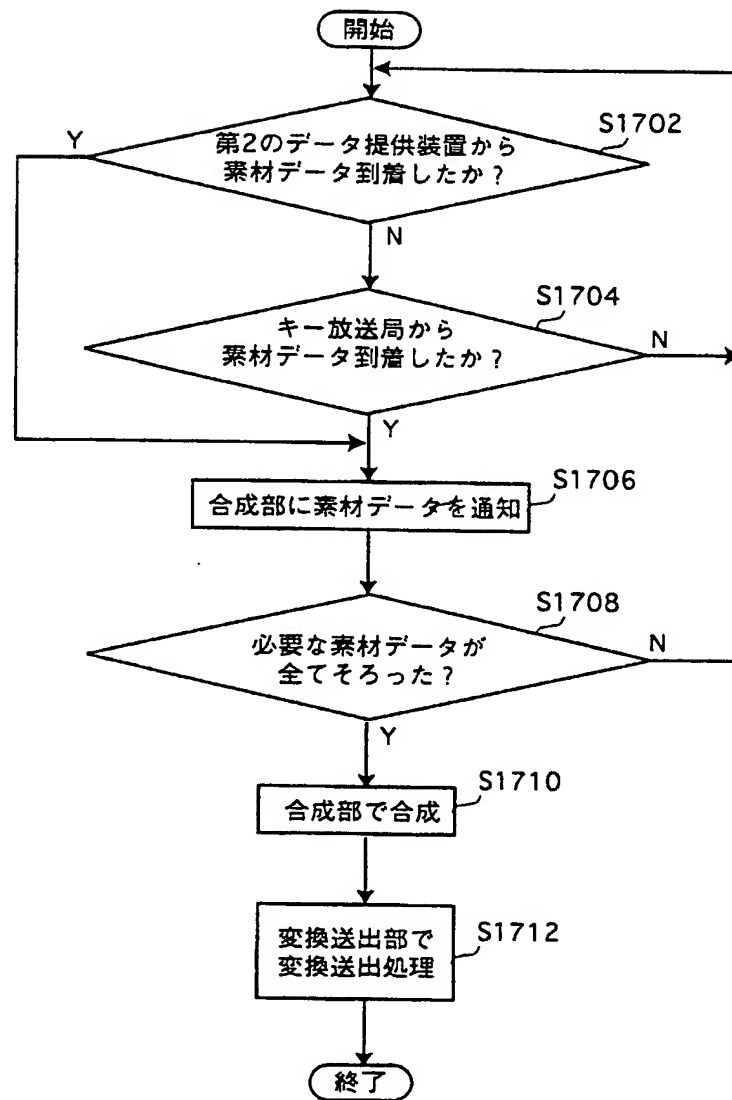 開始
S1702
第2のデータ提供装置から
素材データ到着したか?
Y
N
S1704
キー放送局から
素材データ到着したか?
N
Y
S1706
合成部に素材データを通知
S1708
必要な素材データが
全てそろった?
N
Y
S1710
合成部で合成
S1712
変換送出部で
変換送出処理
終了